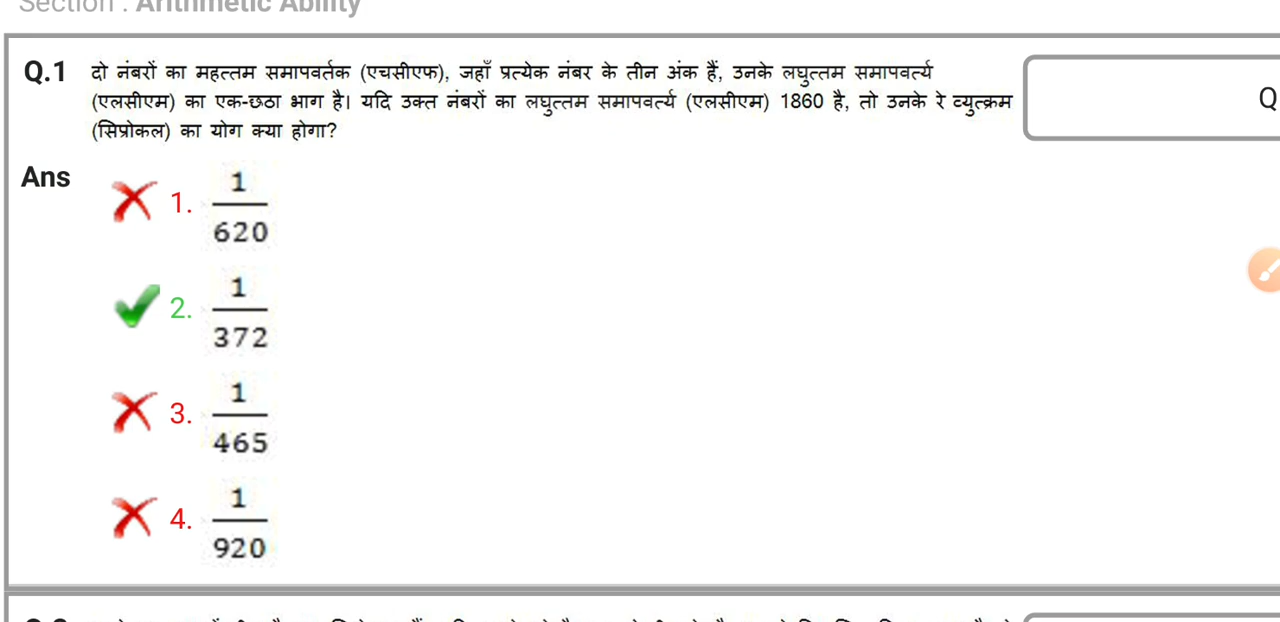 Section : Arithmetic Ability
Q.1 दो नंबरों का महत्तम समापवर्तक (एचसीएफ), जहाँ प्रत्येक नंबर के तीन अंक हैं, उनके लघुत्तम समापवर्त्य
(एलसीएम) का एक-छठा भाग है। यदि उक्त नंबरों का लघुत्तम समापवर्त्य (एलसीएम) 1860 है, तो उनके रे व्युत्क्रम
(सिप्रोकल) का योग क्या होगा?
Q
Ans
1. 1
620
2. 1
372
3. 1
465
4. 1
920